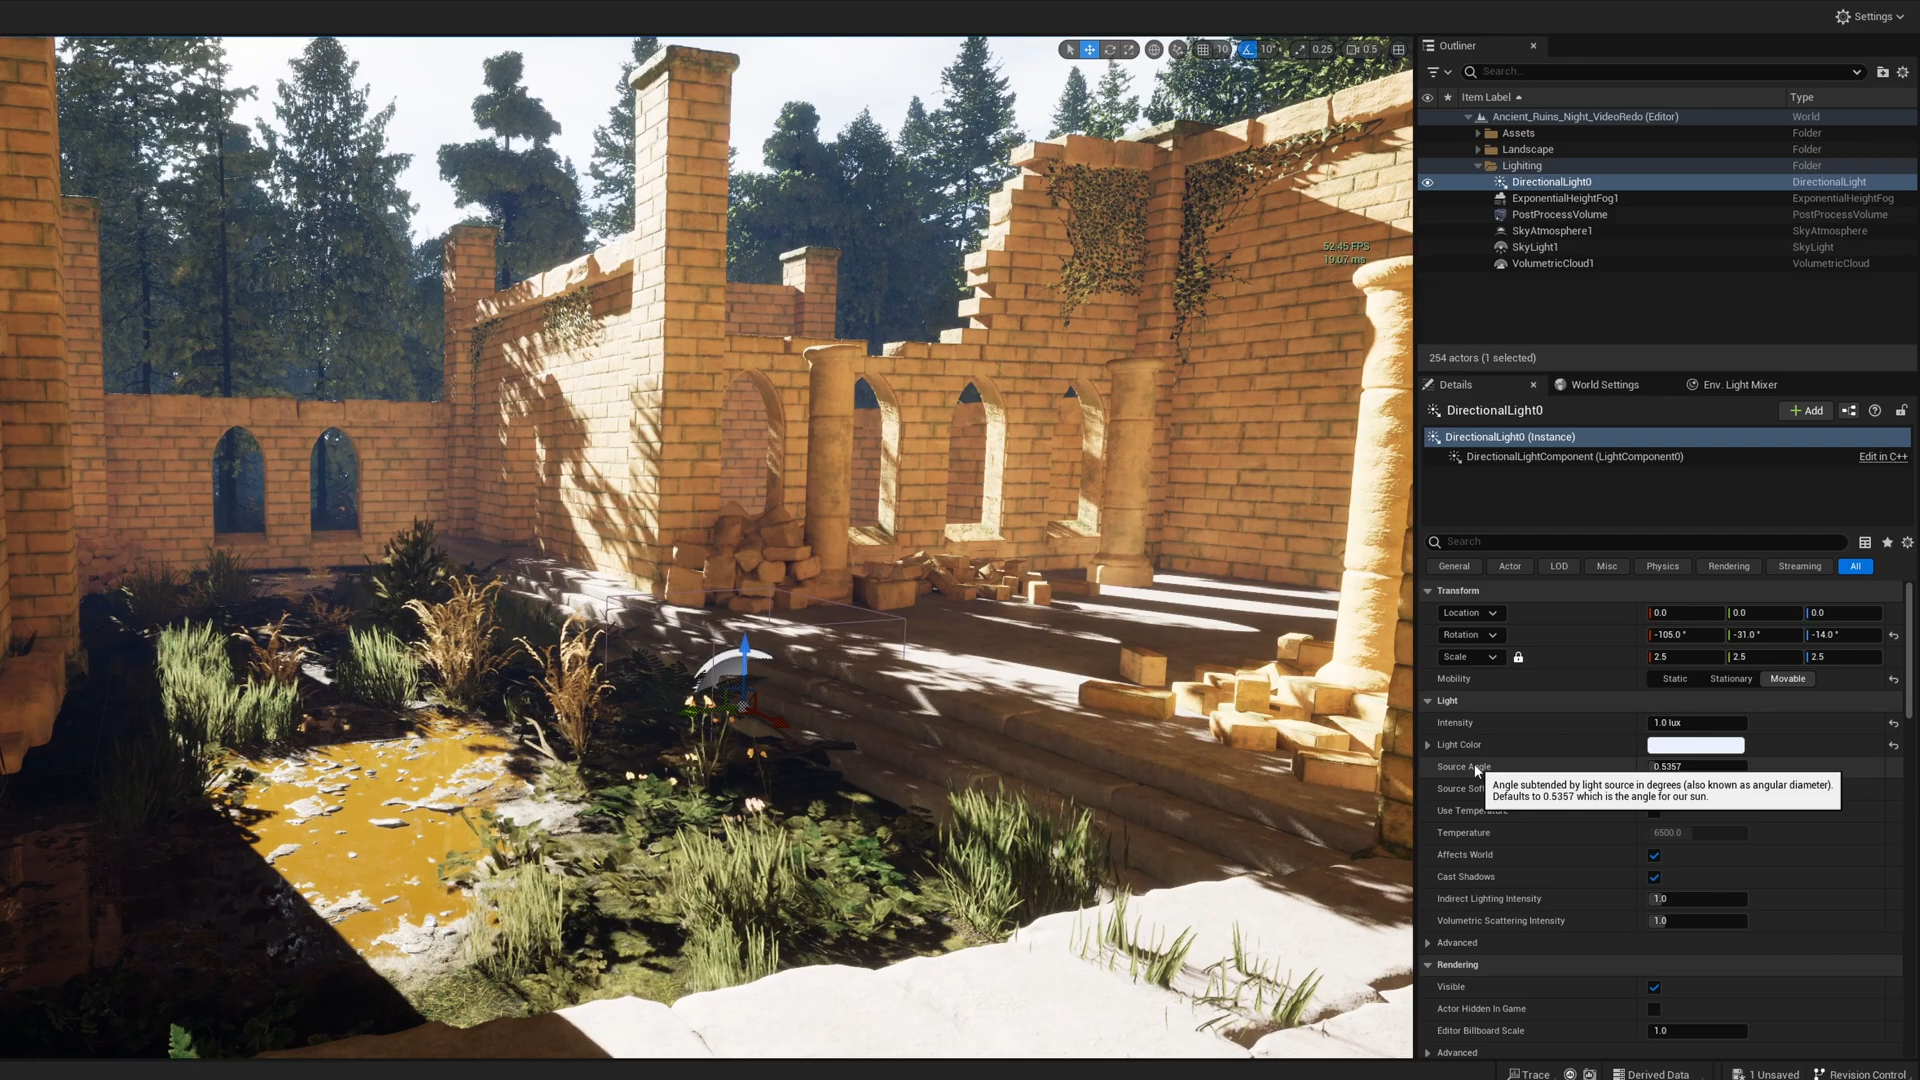 Settings
10
10°
0.25
0.5
52.45 FPS
19.07 ms
Outliner
Search...
Item Label
Type
Ancient_Ruins_Night_VideoRedo (Editor)
World
Assets
Folder
Landscape
Folder
Lighiting
Folder
DirectionalLight0
DirectionalLight
ExponentialHeightFog1
ExponentialHeightFog
PostProcessVolume
PostProcessVolume
SkyAtmosphere1
SkyAtmosphere
SkyLight1
SkyLight
VolumetricCloud1
VolumetricCloud
254 actors (1 selected)
Details
World Settings
Env. Light Mixer
DirectionalLight0
Add
DirectionalLight0 (Instance)
DirectionalLightComponent (LightComponent0)
Edit in C++
Search
General
Actor
LOD
Misc
Physics
Rendering
Streaming
All
Transform
Location
0.0
0.0
0.0
Rotation
-105.0 °
-31.0 °
-14.0 °
Scale
2.5
2.5
2.5
Mobility
Static
Stationary
Movable
Light
Intensity
1.0 lux
Light Color
Source Angle
0.5357
Angle subtended by light source in degrees (also known as angular diameter).
Defaults to 0.5357 which is the angle for our sun.
Source Sof
Use Temperature
Temperature
6500.0
Affects World
Cast Shadows
Indirect Lighting Intensity
1.0
Volumetric Scattering Intensity
1.0
Advanced
Rendering
Visible
Actor Hidden In Game
Editor Billboard Scale
1.0
Advanced
Trace
Derived Data
1 Unsaved
Revision Control